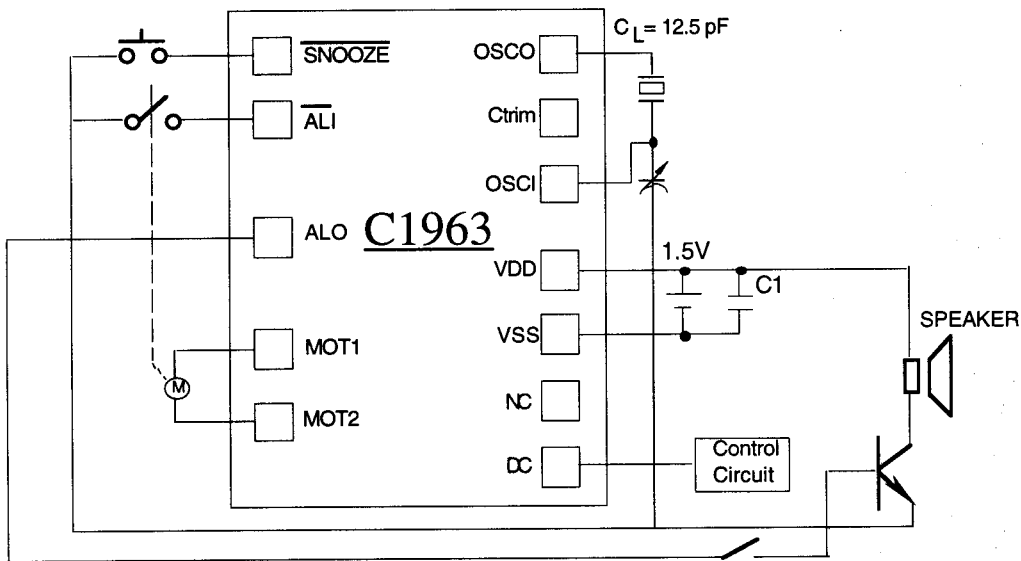 C L = 12.5 pF
SNOOZE
OSCO
ALI
Ctrim
OSCI
ALO
C1963
VDD
1.5V
C1
VSS
SPEAKER
MOT1
M
MOT2
NC
DC
Control
Circuit